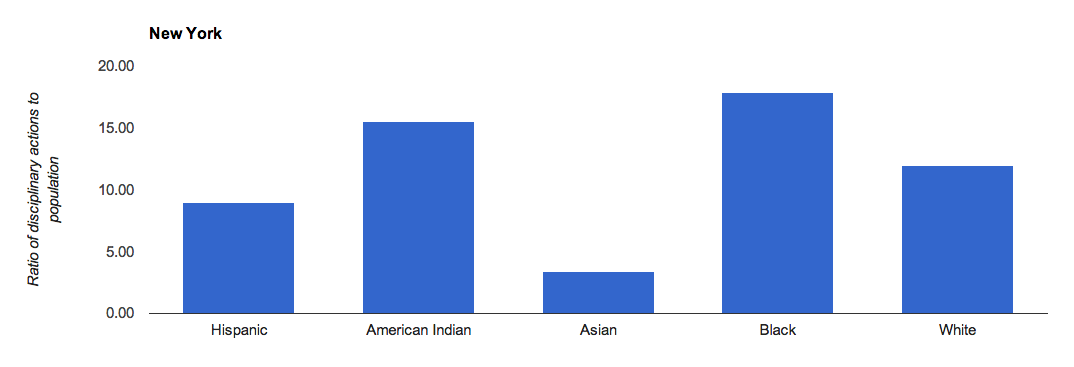 New York
Ratio of disciplinary actions to
population
20.00
15.00
10.00
5.00
0.00
Hispanic
American Indian
Asian
Black
White